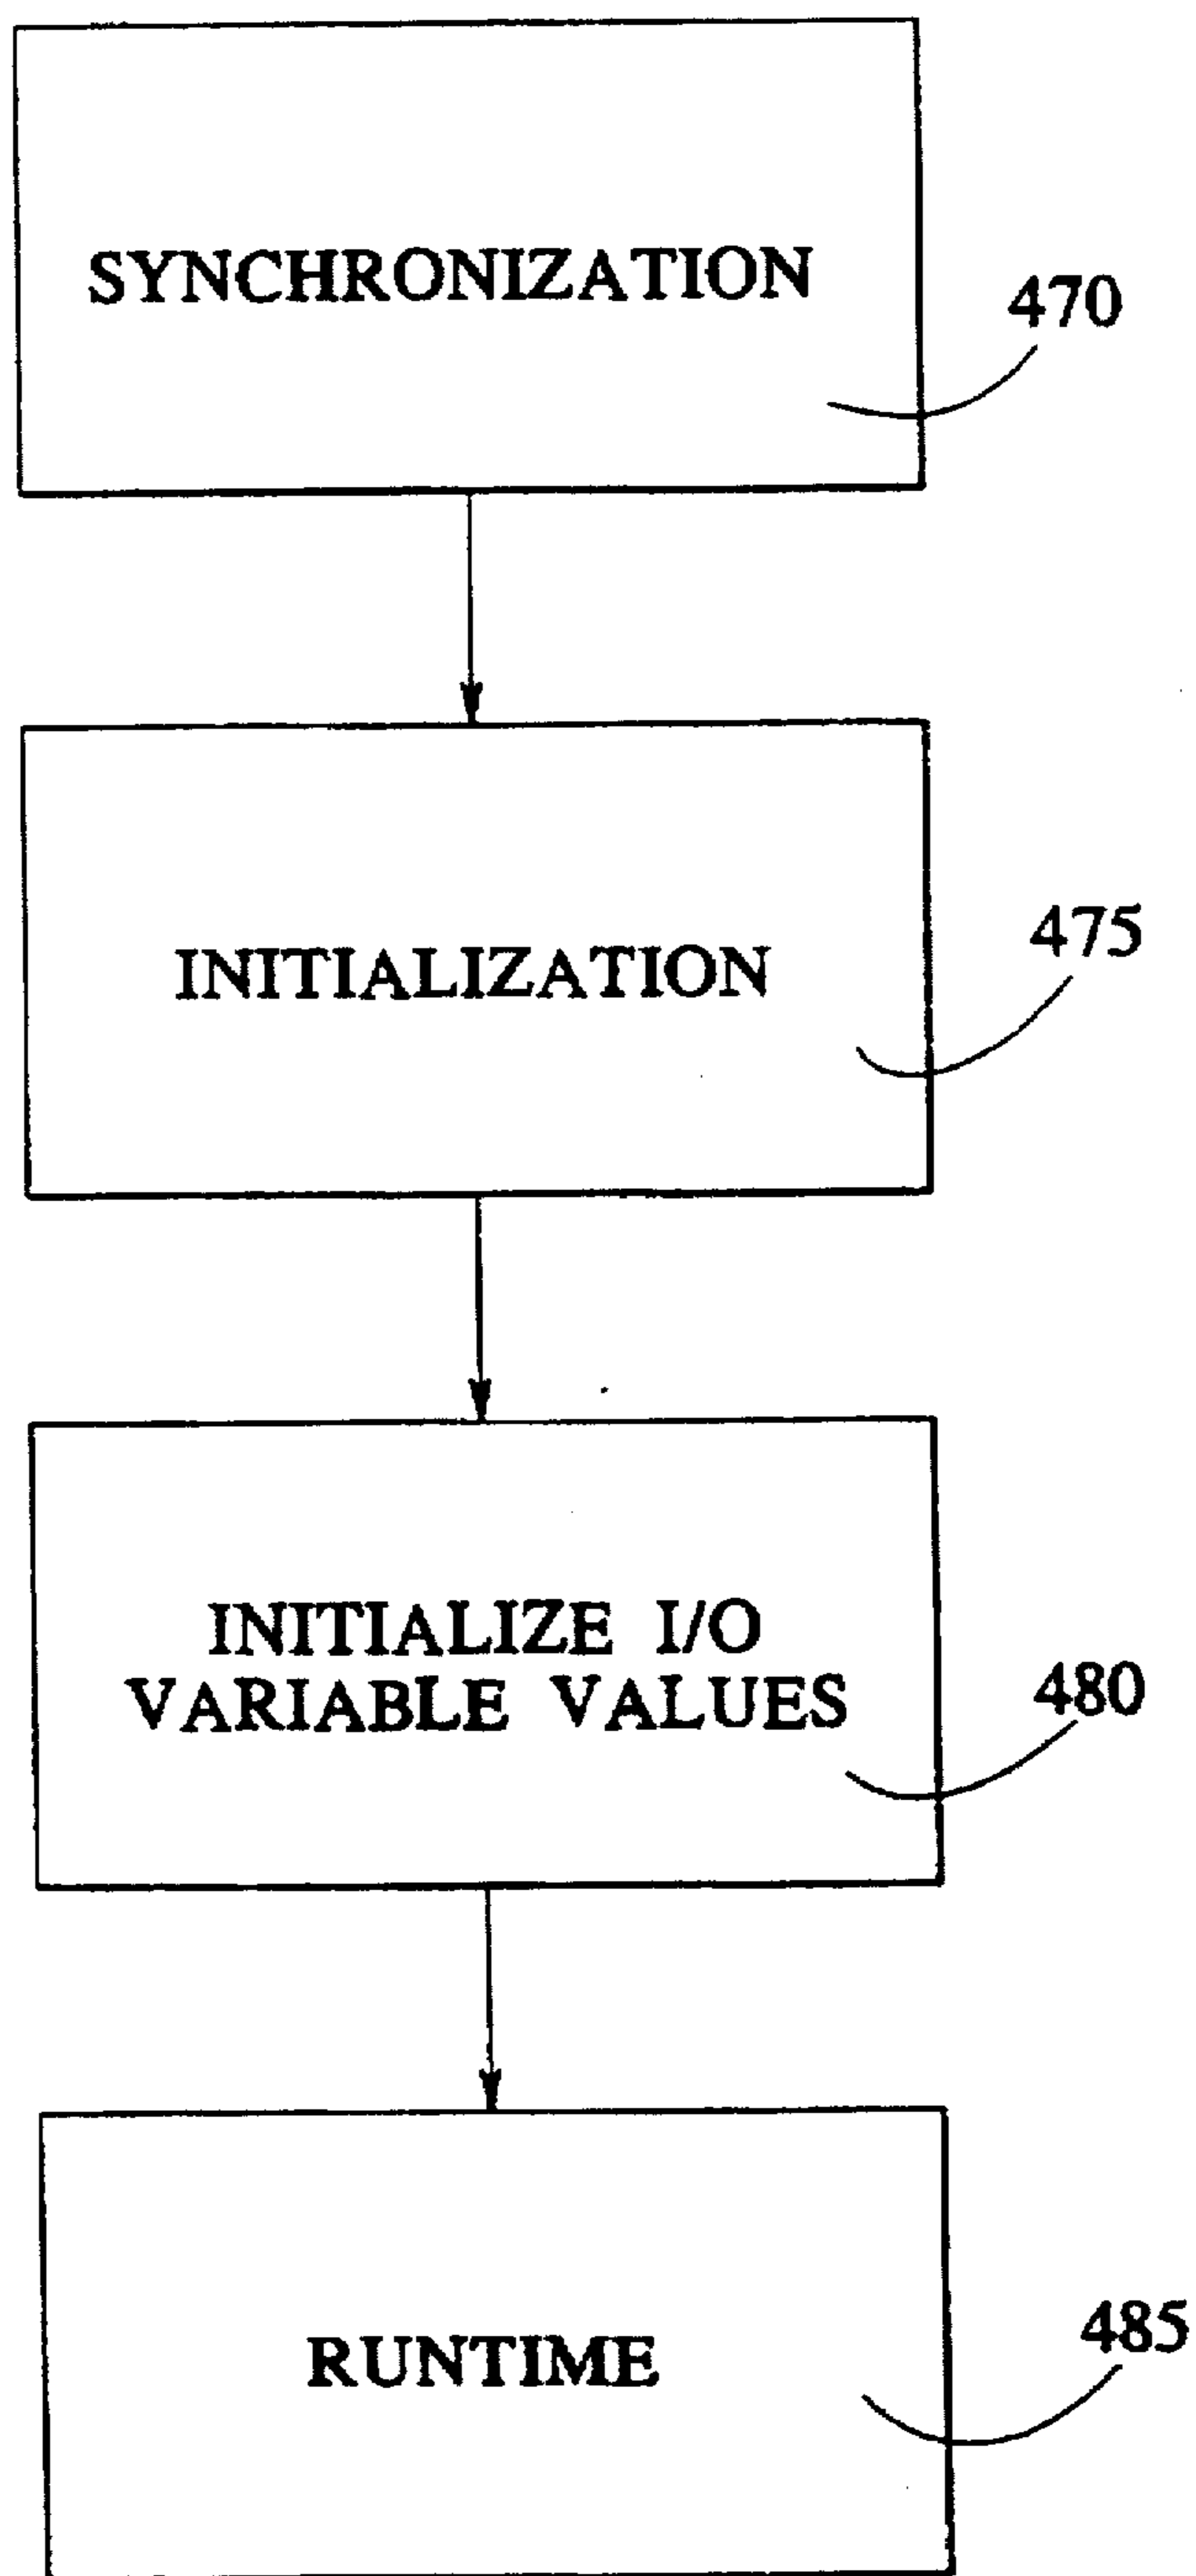 SYNCHRONIZATION
470
INITIALIZATION
475
INITIALIZE I/O
VARIABLE VALUES
480
RUNTIME
485